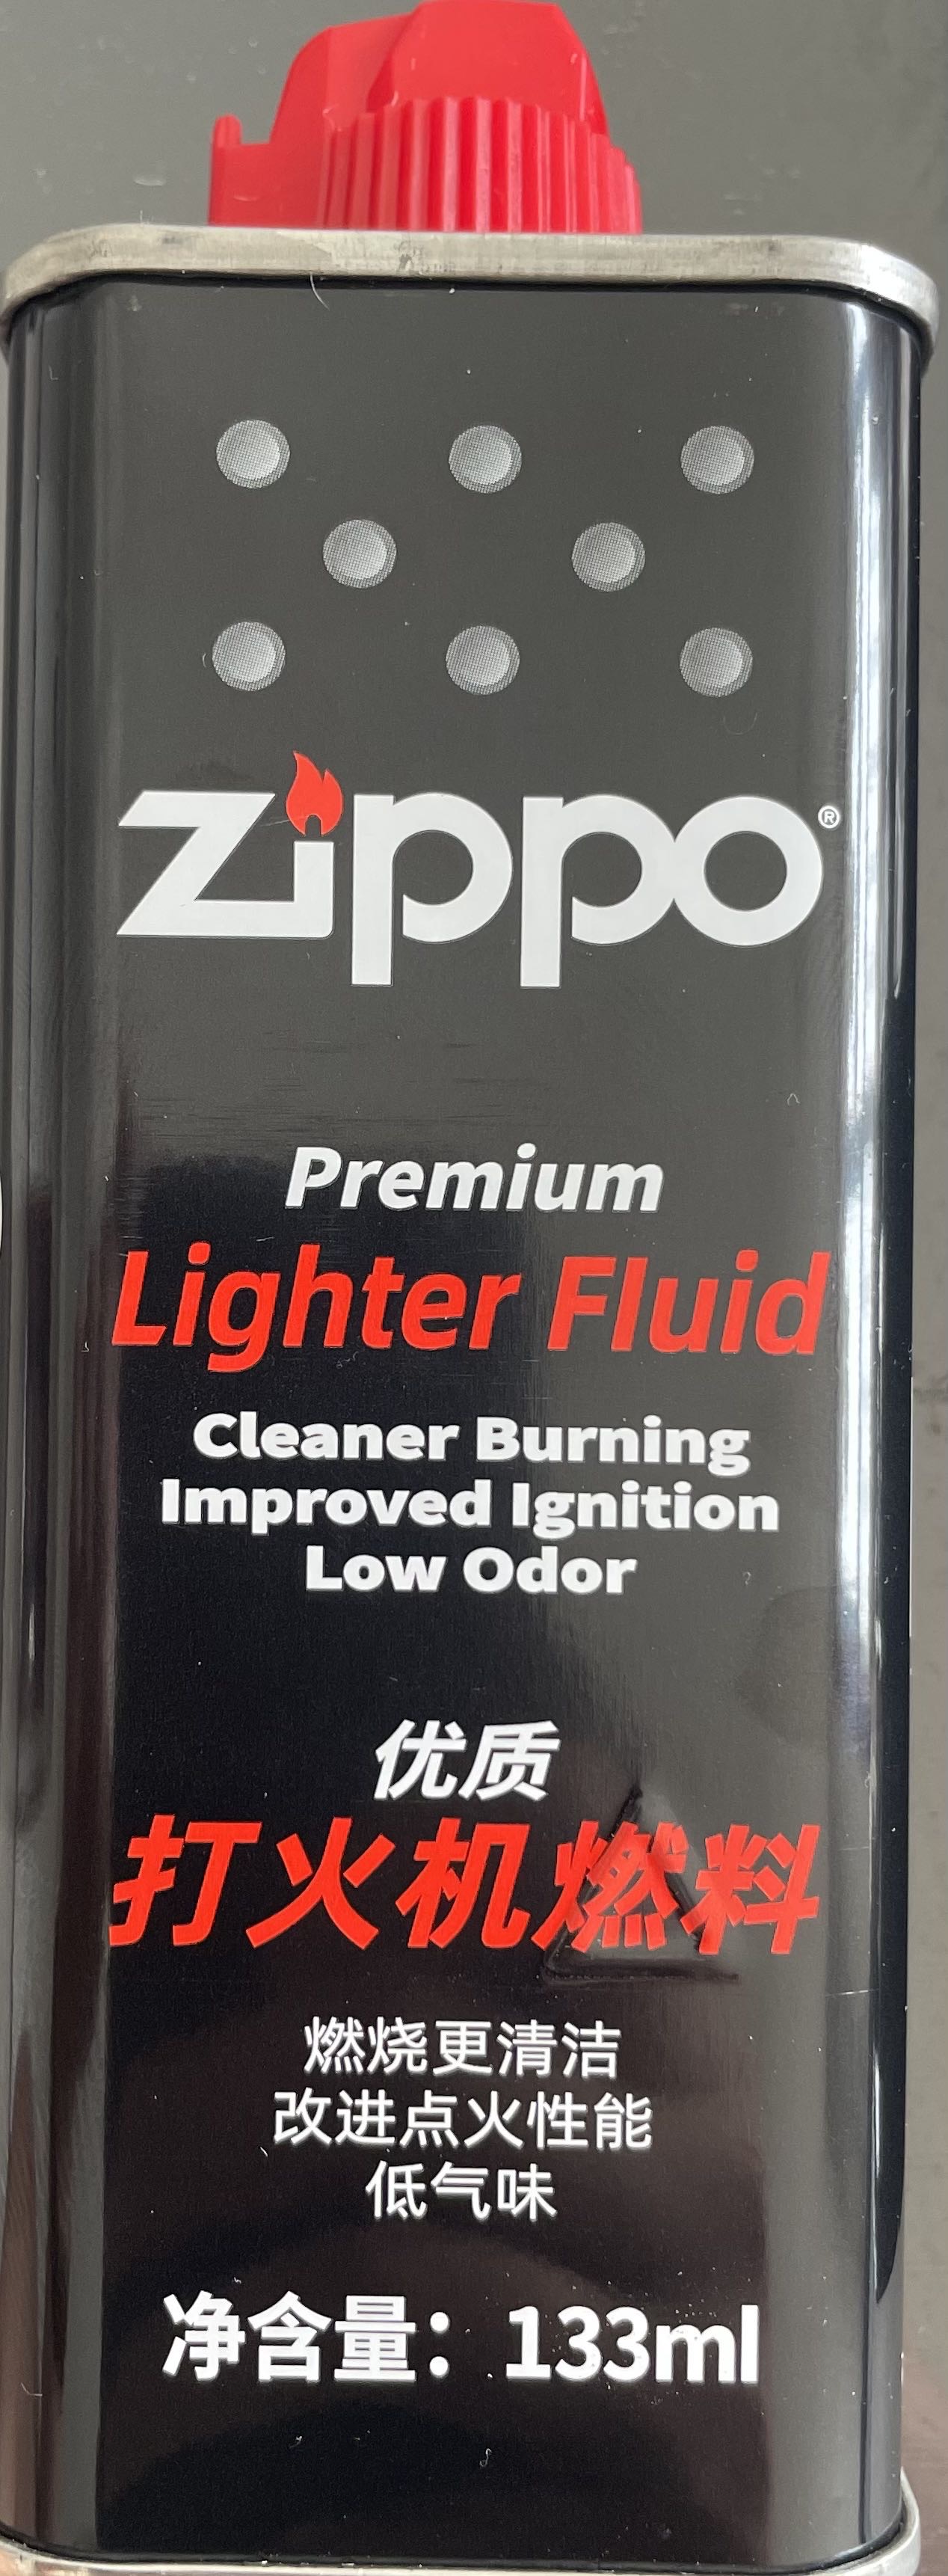 zippo®
Premium
Lighter Fluid
Cleaner Burning
Improved Ignition
Low Odor
优质
打火机燃料
燃烧更清洁
改进点火性能
低气味
净含量：133ml